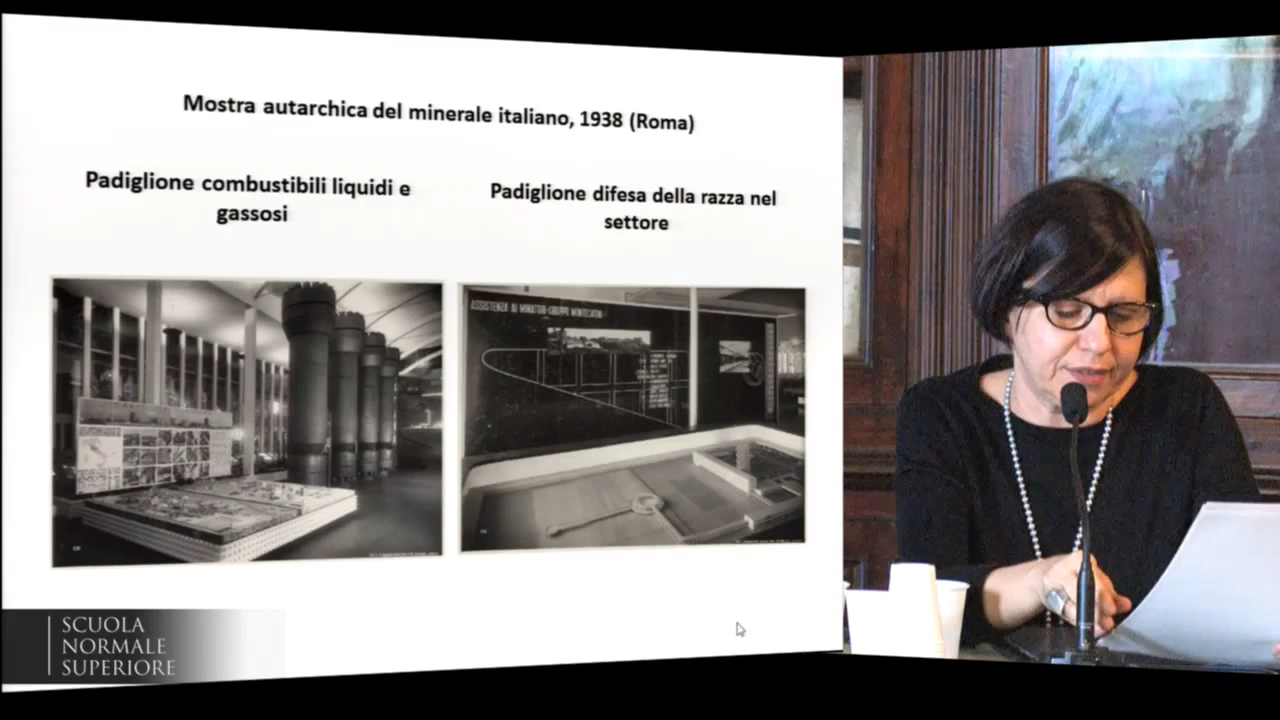 Mostra autarchica del minerale italiano, 1938 (Roma)
Padiglione combustibili liquidi e
gassosi
Padiglione difesa della razza nel
settore
ASSISTENZA AI MINATORI-GRUPPO MONTECATINI
SCUOLA
NORMALE
SUPERIORE